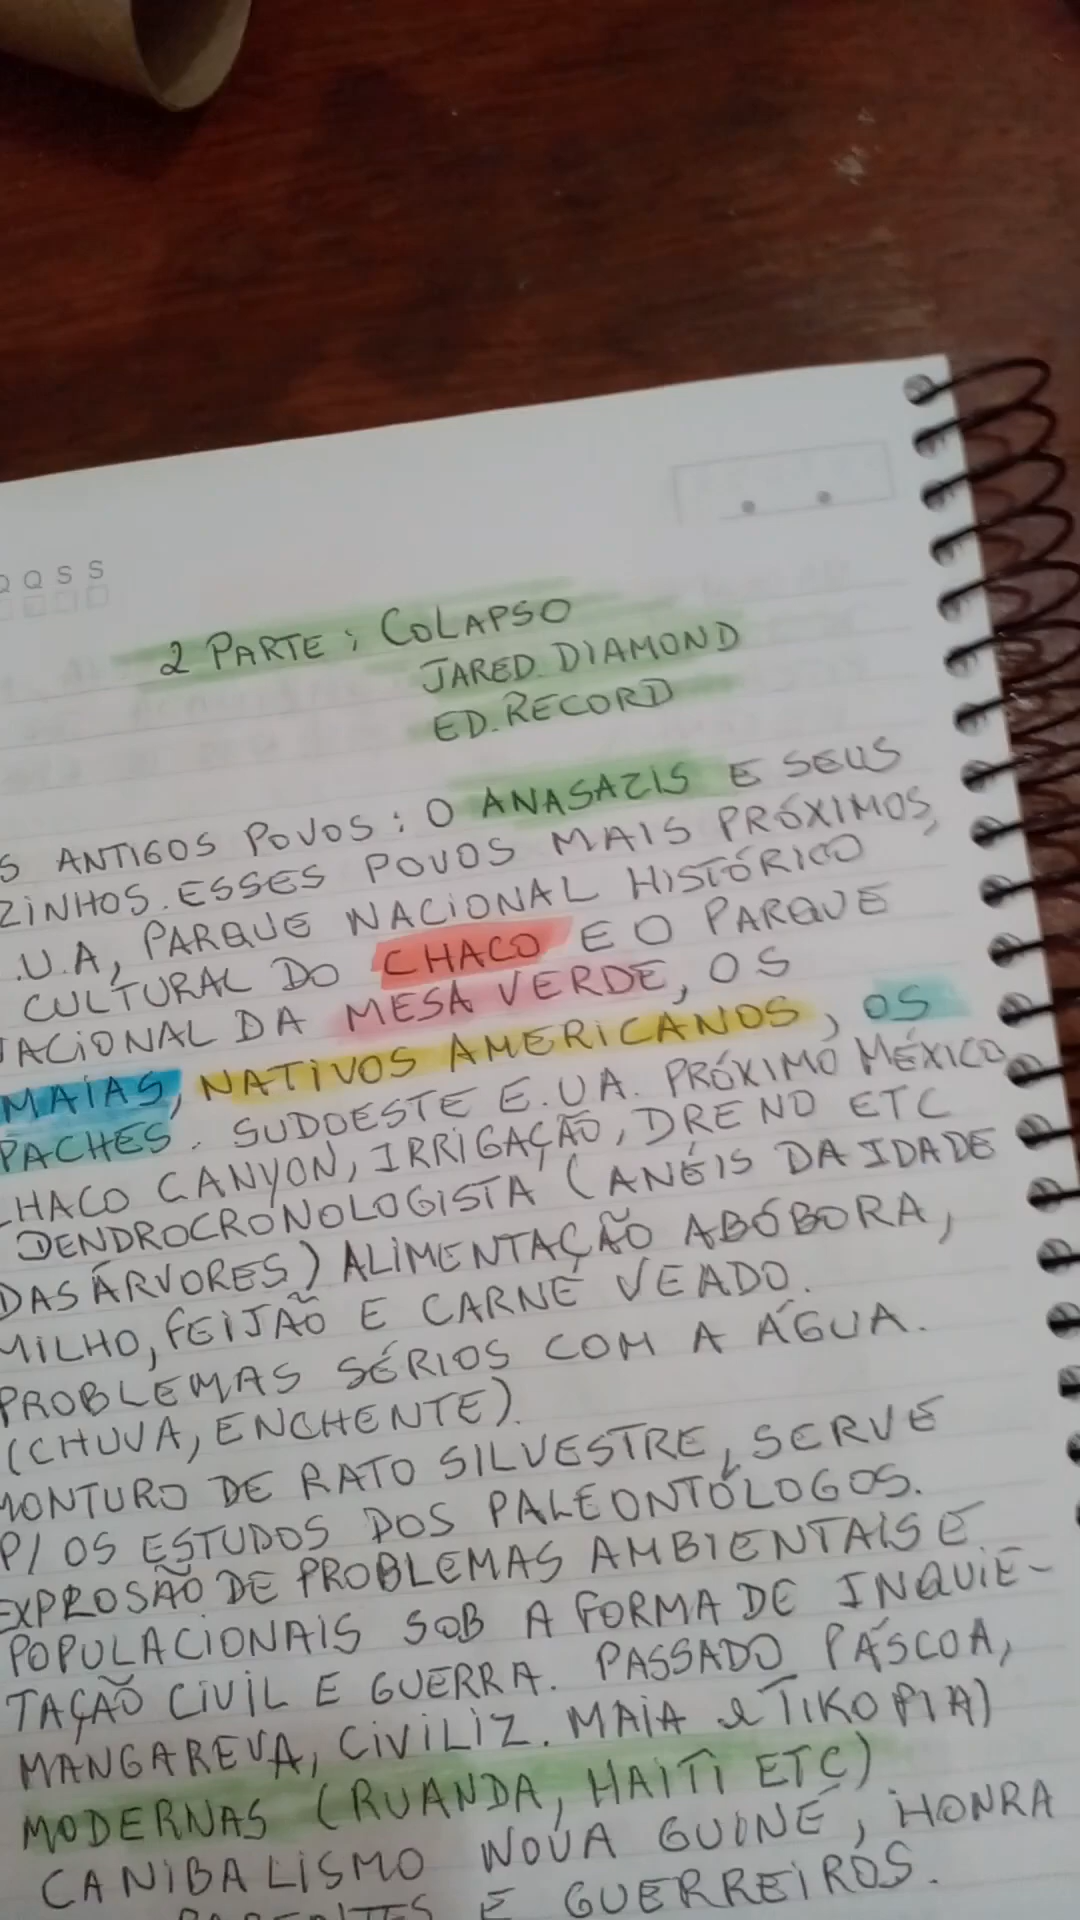 Q Q S S
2 PARTE: COLAPSO
JARED DIAMOND
ED. RECORD
S ANTIGOS POVOS: O ANASAZIS E SEUS
ZINHOS. ESSES POVOS MAIS PRÓXIMOS,
.U.A, PARQUE NACIONAL HISTÓRICO
CULTURAL DO CHACO E O PARQUE
ACIONAL DA MESA VERDE, OS
MAIAS, NATIVOS AMERICANOS, OS
PACHES. SUDOESTE E.UA. PRÓXIMO MÉXICO
HACO CANYON, IRRIGAÇÃO, DRENO ETC
DENDROCRONOLOGISTA (ANÉIS DA IDADE
DAS ÁRVORES) ALIMENTAÇÃO ABÓBORA,
MILHO, FEIJÃO E CARNE VEADO.
PROBLEMAS SÉRIOS COM A ÁGUA.
(CHUVA, ENCHENTE).
MONTURO DE RATO SILVESTRE, SERVE
P/ OS ESTUDOS DOS PALEONTÓLOGOS.
EXPROSÃO DE PROBLEMAS AMBIENTAIS E
POPULACIONAIS SOB A FORMA DE INQUIE-
TAÇÃO CIVIL E GUERRA. PASSADO PÁSCOA,
MANGAREVA, CIVILIZ. MAIA e TIKOPIA)
MODERNAS (RUANDA, HAITI ETC)
CANIBALISMO NOVA GUINÉ, HONRA
E GUERREIROS.